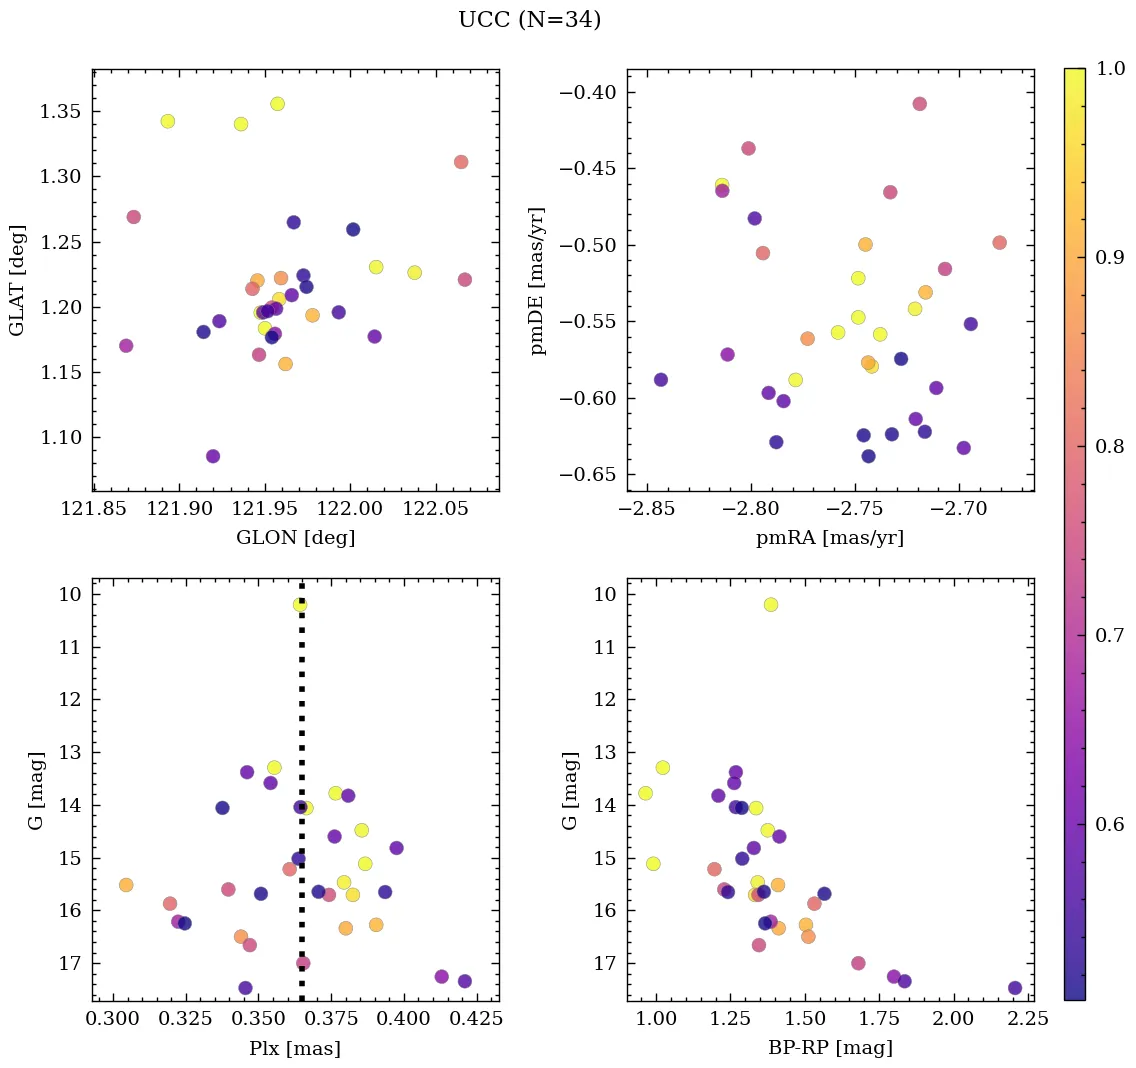 UCC (N=34)
1.35
1.30
1.25
1.20
1.15
1.10
GLAT [deg]
121.85 121.90 121.95 122.00 122.05
GLON [deg]
−0.40
−0.45
−0.50
−0.55
−0.60
−0.65
pmDE [mas/yr]
−2.85 −2.80 −2.75 −2.70
pmRA [mas/yr]
10
11
12
13
14
15
16
17
G [mag]
0.300 0.325 0.350 0.375 0.400 0.425
Plx [mas]
10
11
12
13
14
15
16
17
G [mag]
1.00 1.25 1.50 1.75 2.00 2.25
BP-RP [mag]
1.0
0.9
0.8
0.7
0.6